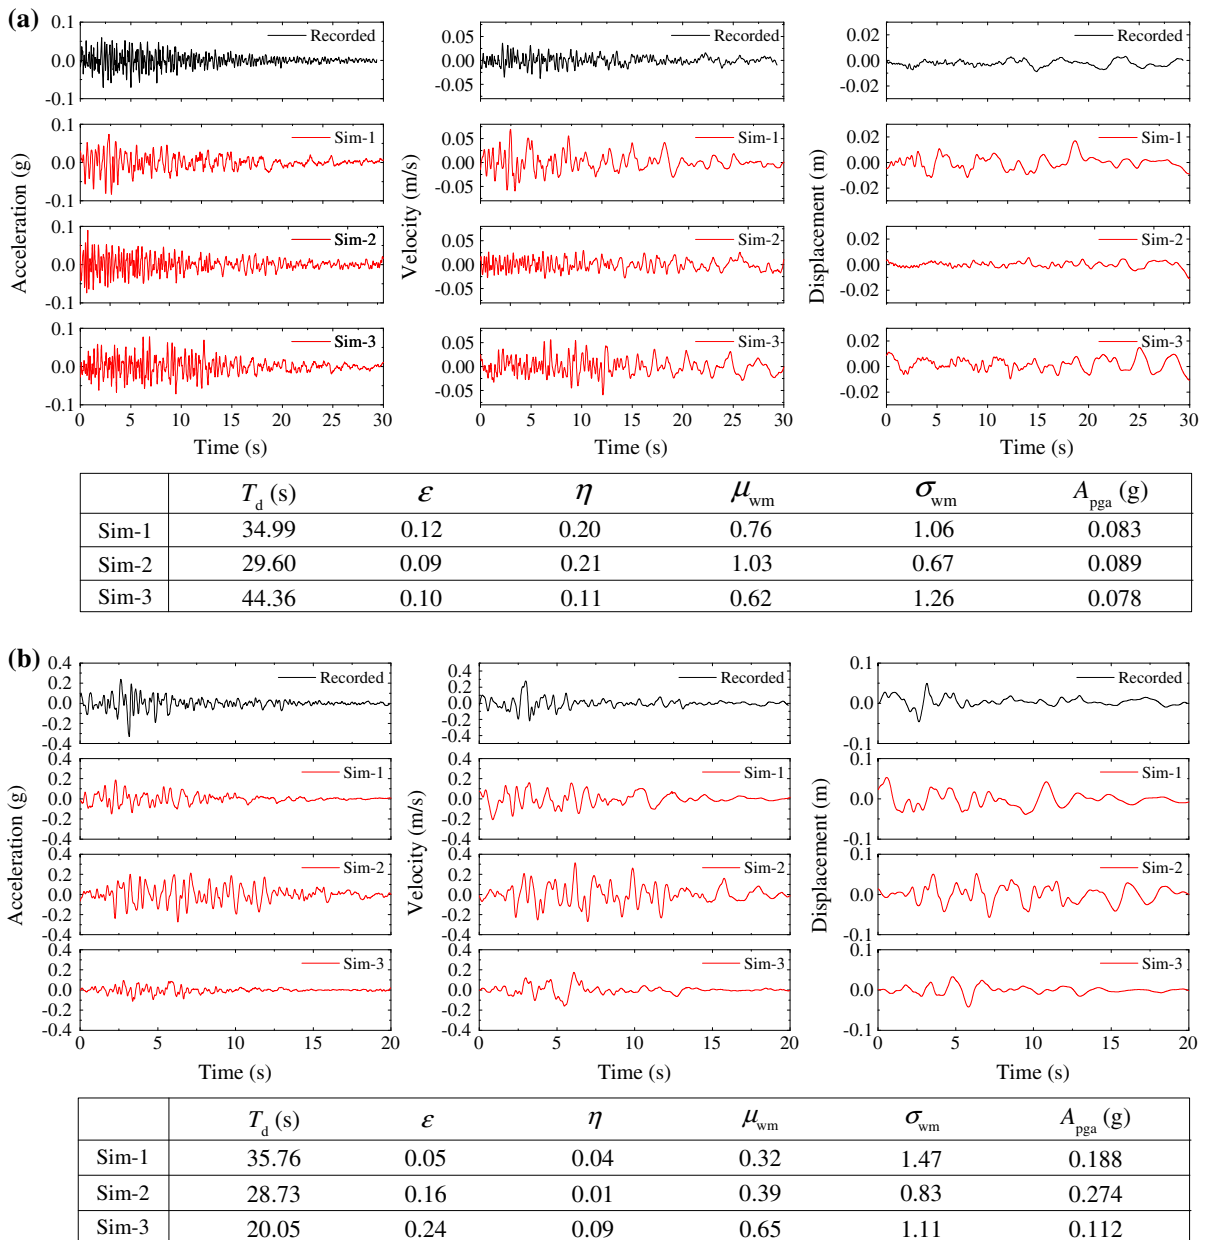 (a)
0.1
0.0
-0.1
Recorded
0.05
0.00
-0.05
Recorded
0.02
0.00
-0.02
Recorded
0.1
0.0
-0.1
Sim-1
0.05
0.00
-0.05
Sim-1
0.02
0.00
-0.02
Sim-1
0.1
0.0
-0.1
Sim-2
0.05
0.00
-0.05
Sim-2
0.02
0.00
-0.02
Sim-2
0.1
0.0
-0.1
Sim-3
0.05
0.00
-0.05
Sim-3
0.02
0.00
-0.02
Sim-3
Acceleration (g)
Velocity (m/s)
Displacement (m)
0 5 10 15 20 25 30
0 5 10 15 20 25 30
0 5 10 15 20 25 30
Time (s)
Time (s)
Time (s)
T_d (s) ε η μ_wm σ_wm A_pga (g)
Sim-1 34.99 0.12 0.20 0.76 1.06 0.083
Sim-2 29.60 0.09 0.21 1.03 0.67 0.089
Sim-3 44.36 0.10 0.11 0.62 1.26 0.078
(b)
0.4
0.2
0.0
-0.2
-0.4
Recorded
0.4
0.2
0.0
-0.2
-0.4
Recorded
0.1
0.0
-0.1
Recorded
0.4
0.2
0.0
-0.2
-0.4
Sim-1
0.4
0.2
0.0
-0.2
-0.4
Sim-1
0.1
0.0
-0.1
Sim-1
0.4
0.2
0.0
-0.2
-0.4
Sim-2
0.4
0.2
0.0
-0.2
-0.4
Sim-2
0.1
0.0
-0.1
Sim-2
0.4
0.2
0.0
-0.2
-0.4
Sim-3
0.4
0.2
0.0
-0.2
-0.4
Sim-3
0.1
0.0
-0.1
Sim-3
Acceleration (g)
Velocity (m/s)
Displacement (m)
0 5 10 15 20
0 5 10 15 20
0 5 10 15 20
Time (s)
Time (s)
Time (s)
T_d (s) ε η μ_wm σ_wm A_pga (g)
Sim-1 35.76 0.05 0.04 0.32 1.47 0.188
Sim-2 28.73 0.16 0.01 0.39 0.83 0.274
Sim-3 20.05 0.24 0.09 0.65 1.11 0.112